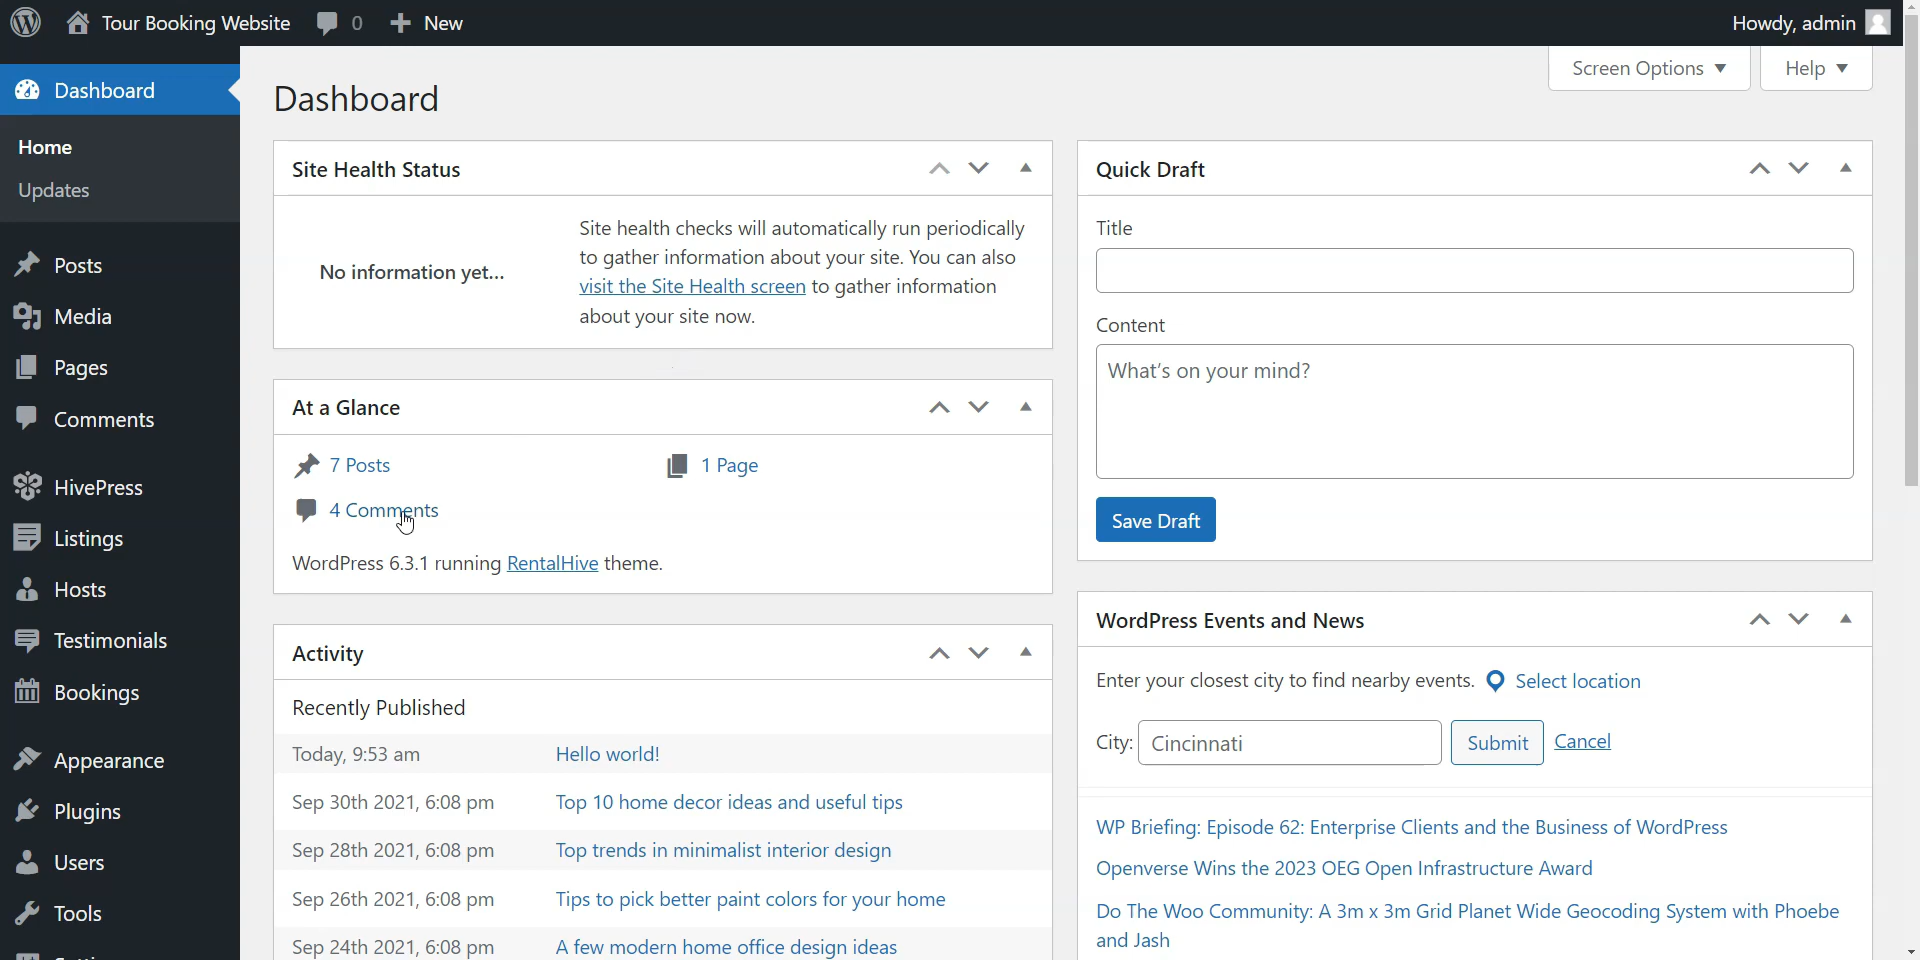 Tour Booking Website 0 New Howdy, admin
Dashboard
Home
Updates
Posts
Media
Pages
Comments
HivePress
Listings
Hosts
Testimonials
Bookings
Appearance
Plugins
Users
Tools
Screen Options Help
Dashboard
Site Health Status
No information yet...
Site health checks will automatically run periodically
to gather information about your site. You can also
visit the Site Health screen to gather information
about your site now.
At a Glance
7 Posts 1 Page
4 Comments
WordPress 6.3.1 running RentalHive theme.
Activity
Recently Published
Today, 9:53 am Hello world!
Sep 30th 2021, 6:08 pm Top 10 home decor ideas and useful tips
Sep 28th 2021, 6:08 pm Top trends in minimalist interior design
Sep 26th 2021, 6:08 pm Tips to pick better paint colors for your home
Sep 24th 2021, 6:08 pm A few modern home office design ideas
Quick Draft
Title
Content
What's on your mind?
Save Draft
WordPress Events and News
Enter your closest city to find nearby events. Select location
City: Cincinnati Submit Cancel
WP Briefing: Episode 62: Enterprise Clients and the Business of WordPress
Openverse Wins the 2023 OEG Open Infrastructure Award
Do The Woo Community: A 3m x 3m Grid Planet Wide Geocoding System with Phoebe
and Jash